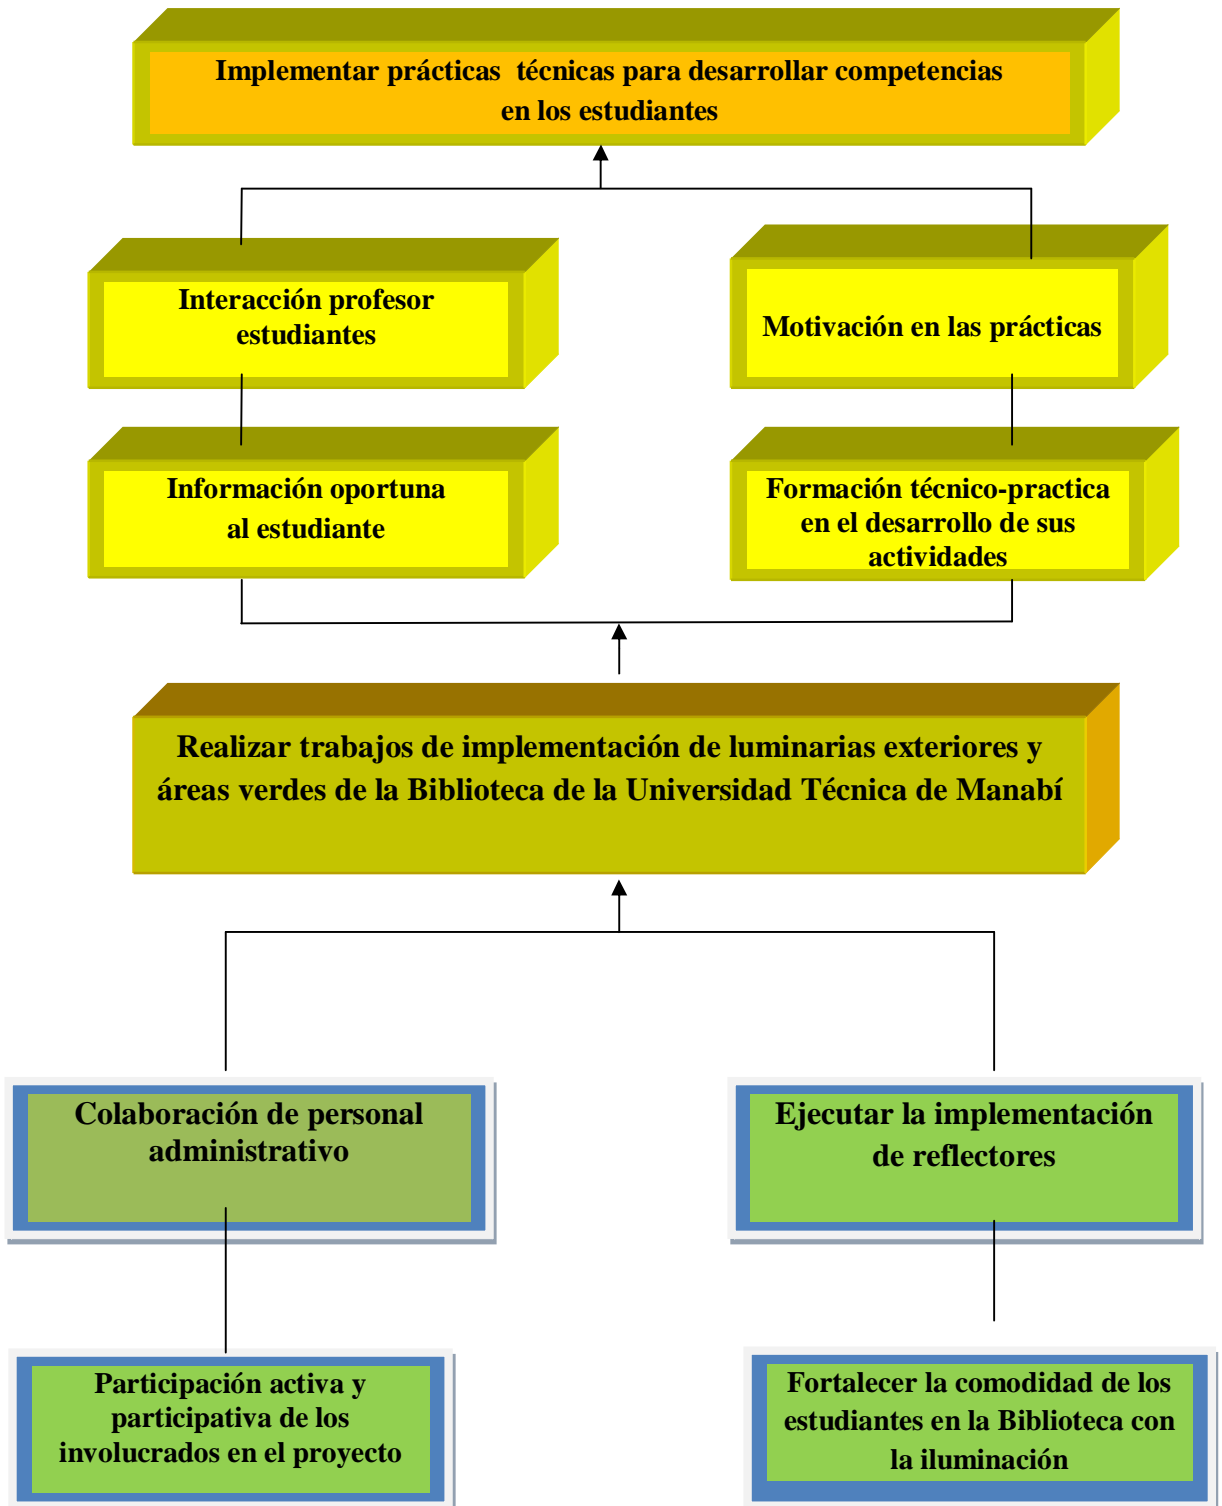 Implementar prácticas técnicas para desarrollar competencias
en los estudiantes
Interacción profesor
estudiantes
Motivación en las prácticas
Información oportuna
al estudiante
Formación técnico-practica
en el desarrollo de sus
actividades
Realizar trabajos de implementación de luminarias exteriores y
áreas verdes de la Biblioteca de la Universidad Técnica de Manabí
Colaboración de personal
administrativo
Ejecutar la implementación
de reflectores
Participación activa y
participativa de los
involucrados en el proyecto
Fortalecer la comodidad de los
estudiantes en la Biblioteca con
la iluminación